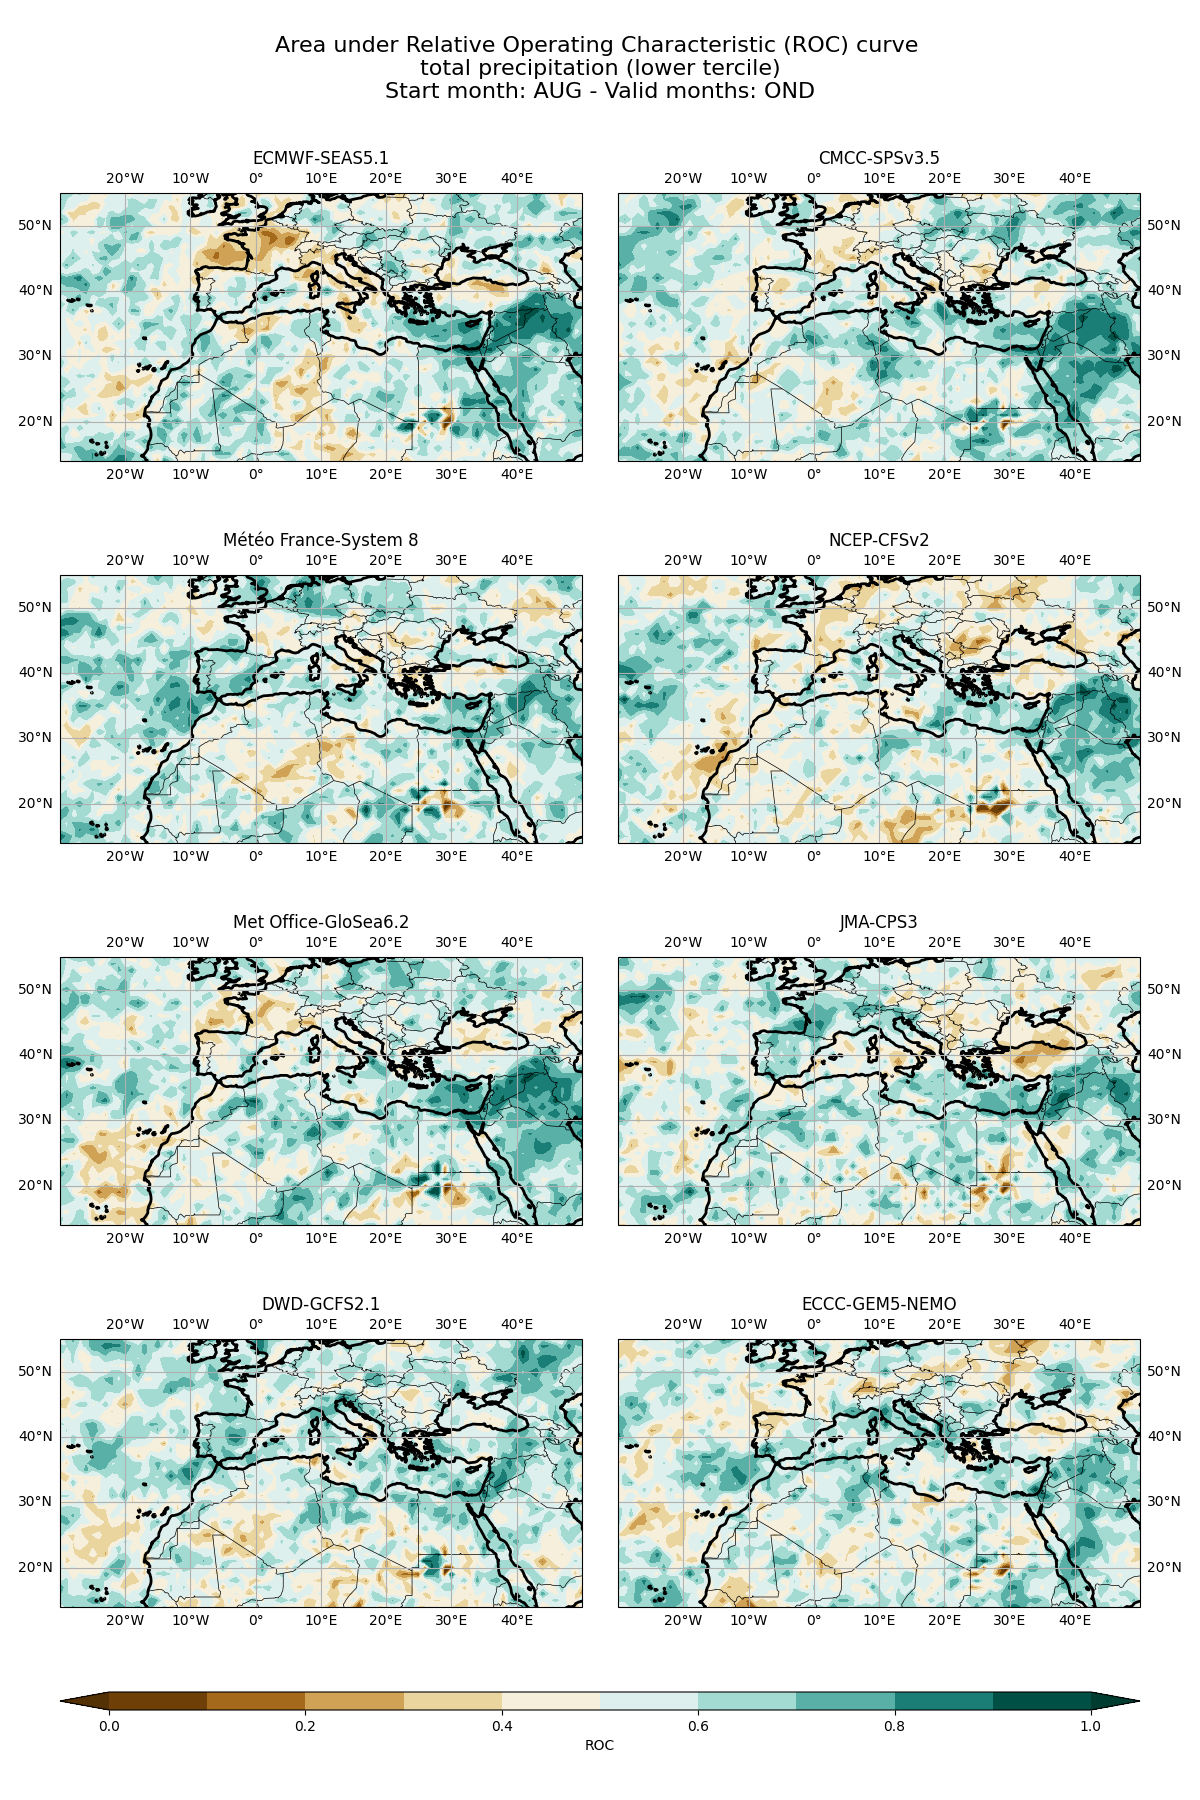 Area under Relative Operating Characteristic (ROC) curve
total precipitation (lower tercile)
Start month: AUG - Valid months: OND
ECMWF-SEAS5.1
20°W 10°W 0° 10°E 20°E 30°E 40°E
50°N
40°N
30°N
20°N
20°W 10°W 0° 10°E 20°E 30°E 40°E
CMCC-SPSv3.5
20°W 10°W 0° 10°E 20°E 30°E 40°E
50°N
40°N
30°N
20°N
20°W 10°W 0° 10°E 20°E 30°E 40°E
Météo France-System 8
20°W 10°W 0° 10°E 20°E 30°E 40°E
50°N
40°N
30°N
20°N
20°W 10°W 0° 10°E 20°E 30°E 40°E
NCEP-CFSv2
20°W 10°W 0° 10°E 20°E 30°E 40°E
50°N
40°N
30°N
20°N
20°W 10°W 0° 10°E 20°E 30°E 40°E
Met Office-GloSea6.2
20°W 10°W 0° 10°E 20°E 30°E 40°E
50°N
40°N
30°N
20°N
20°W 10°W 0° 10°E 20°E 30°E 40°E
JMA-CPS3
20°W 10°W 0° 10°E 20°E 30°E 40°E
50°N
40°N
30°N
20°N
20°W 10°W 0° 10°E 20°E 30°E 40°E
DWD-GCFS2.1
20°W 10°W 0° 10°E 20°E 30°E 40°E
50°N
40°N
30°N
20°N
20°W 10°W 0° 10°E 20°E 30°E 40°E
ECCC-GEM5-NEMO
20°W 10°W 0° 10°E 20°E 30°E 40°E
50°N
40°N
30°N
20°N
20°W 10°W 0° 10°E 20°E 30°E 40°E
0.0 0.2 0.4 0.6 0.8 1.0
ROC